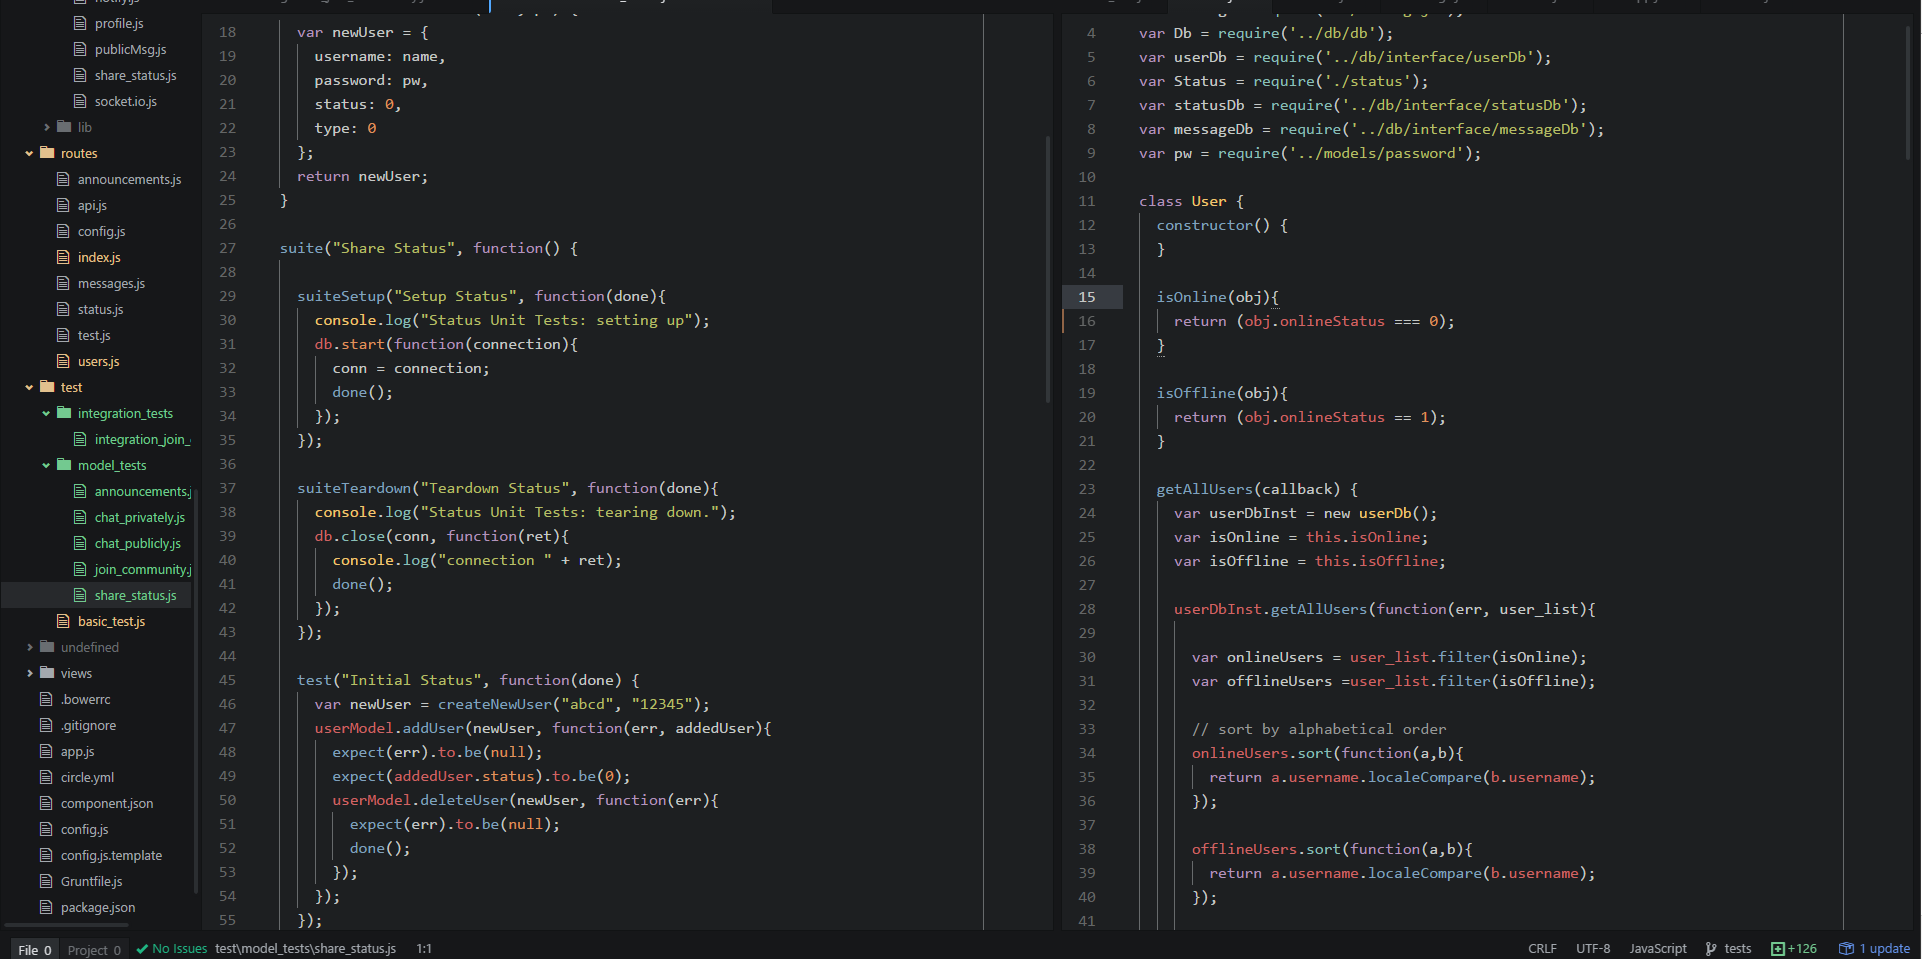 profile.js
publicMsg.js
share_status.js
socket.io.js
lib
routes
announcements.js
api.js
config.js
index.js
messages.js
status.js
test.js
users.js
test
integration_tests
integration_join_
model_tests
announcements.j
chat_privately.js
chat_publicly.js
join_community.j
share_status.js
basic_test.js
undefined
views
.bowerrc
.gitignore
app.js
circle.yml
component.json
config.js
config.js.template
Gruntfile.js
package.json
18 var newUser = {
19 username: name,
20 password: pw,
21 status: 0,
22 type: 0
23 };
24 return newUser;
25 }
26
27 suite("Share Status", function() {
28
29 suiteSetup("Setup Status", function(done){
30 console.log("Status Unit Tests: setting up");
31 db.start(function(connection){
32 conn = connection;
33 done();
34 });
35 });
36
37 suiteTeardown("Teardown Status", function(done){
38 console.log("Status Unit Tests: tearing down.");
39 db.close(conn, function(ret){
40 console.log("connection " + ret);
41 done();
42 });
43 });
44
45 test("Initial Status", function(done) {
46 var newUser = createNewUser("abcd", "12345");
47 userModel.addUser(newUser, function(err, addedUser){
48 expect(err).to.be(null);
49 expect(addedUser.status).to.be(0);
50 userModel.deleteUser(newUser, function(err){
51 expect(err).to.be(null);
52 done();
53 });
54 });
55 });
4 var Db = require('../db/db');
5 var userDb = require('../db/interface/userDb');
6 var Status = require('./status');
7 var statusDb = require('../db/interface/statusDb');
8 var messageDb = require('../db/interface/messageDb');
9 var pw = require('../models/password');
10
11 class User {
12 constructor() {
13 }
14
15 isOnline(obj){
16 return (obj.onlineStatus === 0);
17 }
18
19 isOffline(obj){
20 return (obj.onlineStatus == 1);
21 }
22
23 getAllUsers(callback) {
24 var userDbInst = new userDb();
25 var isOnline = this.isOnline;
26 var isOffline = this.isOffline;
27
28 userDbInst.getAllUsers(function(err, user_list){
29
30 var onlineUsers = user_list.filter(isOnline);
31 var offlineUsers =user_list.filter(isOffline);
32
33 // sort by alphabetical order
34 onlineUsers.sort(function(a,b){
35 return a.username.localeCompare(b.username);
36 });
37
38 offlineUsers.sort(function(a,b){
39 return a.username.localeCompare(b.username);
40 });
41
File 0 Project 0 No Issues test\model_tests\share_status.js 1:1 CRLF UTF-8 JavaScript tests +126 1 update